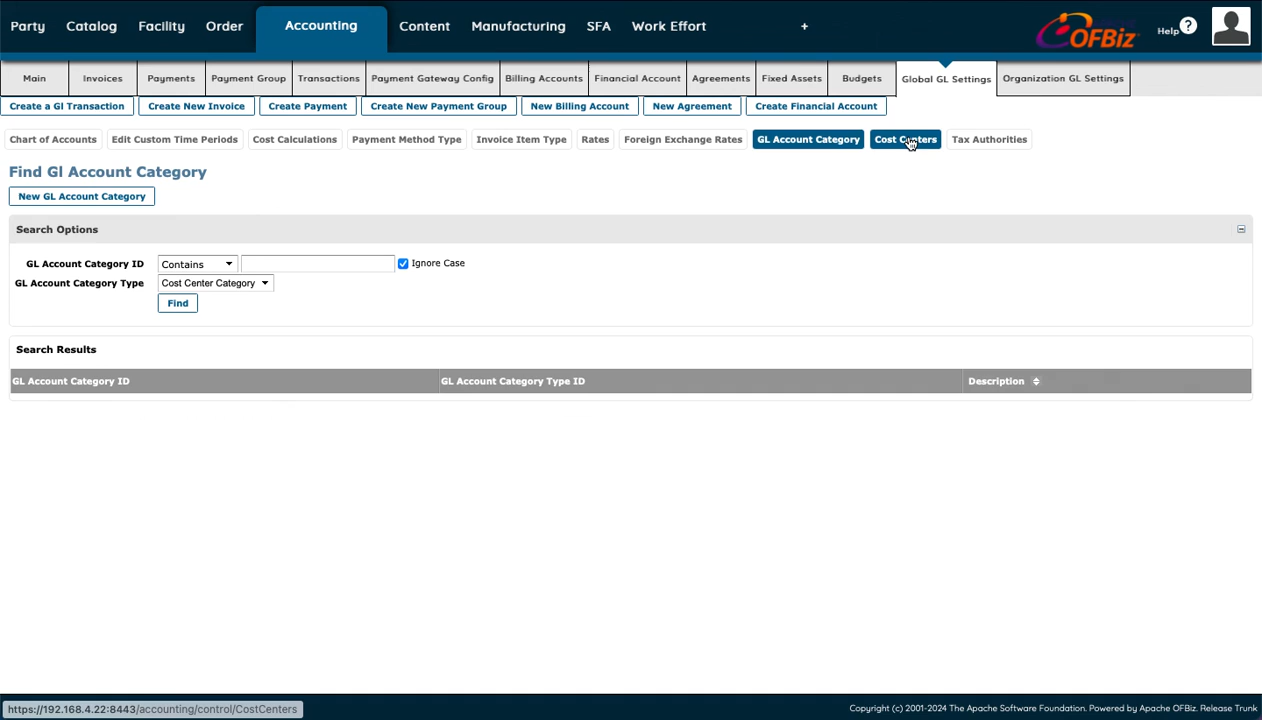 Party Catalog Facility Order Accounting Content Manufacturing SFA Work Effort + OFBiz Help ?
Main Invoices Payments Payment Group Transactions Payment Gateway Config Billing Accounts Financial Account Agreements Fixed Assets Budgets Global GL Settings Organization GL Settings
Create a Gl Transaction Create New Invoice Create Payment Create New Payment Group New Billing Account New Agreement Create Financial Account
Chart of Accounts Edit Custom Time Periods Cost Calculations Payment Method Type Invoice Item Type Rates Foreign Exchange Rates GL Account Category Cost Centers Tax Authorities
Find Gl Account Category
New GL Account Category
Search Options
GL Account Category ID Contains Ignore Case
GL Account Category Type Cost Center Category
Find
Search Results
GL Account Category ID GL Account Category Type ID Description
https://192.168.4.22:8443/accounting/control/CostCenters Copyright (c) 2001-2024 The Apache Software Foundation. Powered by Apache OFBiz. Release Trunk